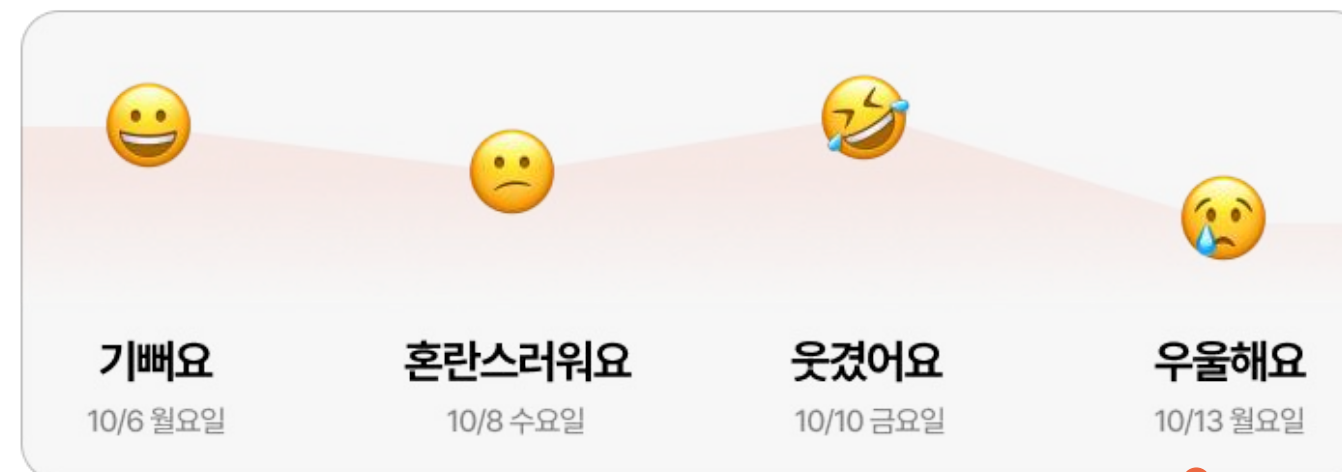 기뻐요 혼란스러워요 웃겼어요 우울해요
10/6 월요일 10/8 수요일 10/10 금요일 10/13 월요일